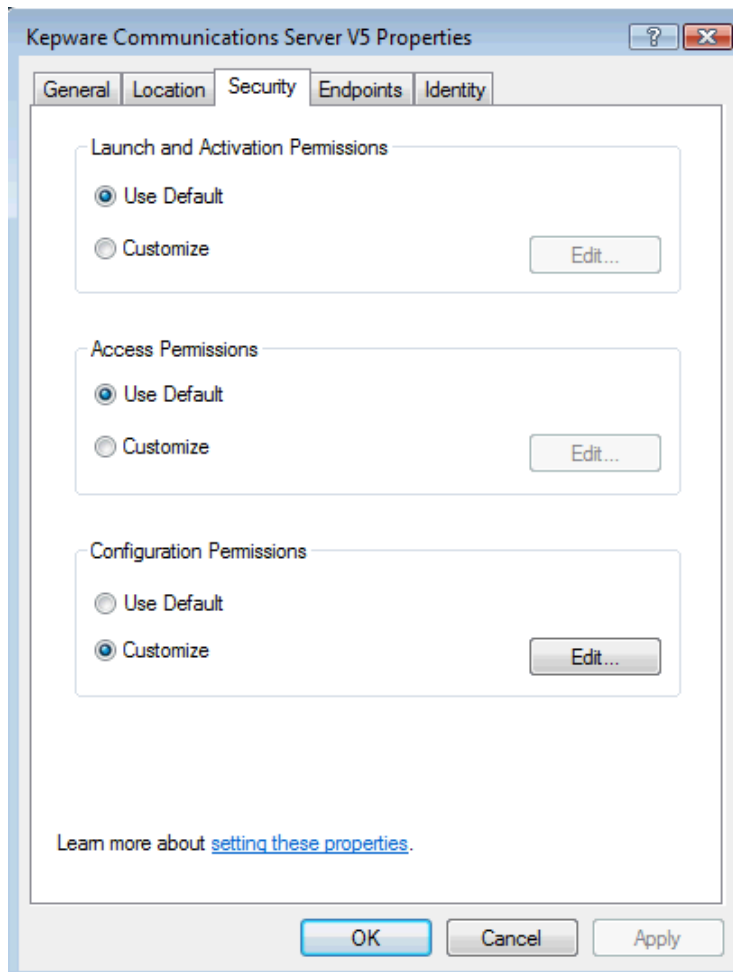 Kepware Communications Server V5 Properties
General Location Security Endpoints Identity
Launch and Activation Permissions
Use Default
Customize
Edit...
Access Permissions
Use Default
Customize
Edit...
Configuration Permissions
Use Default
Customize
Edit...
Learn more about setting these properties.
OK Cancel Apply